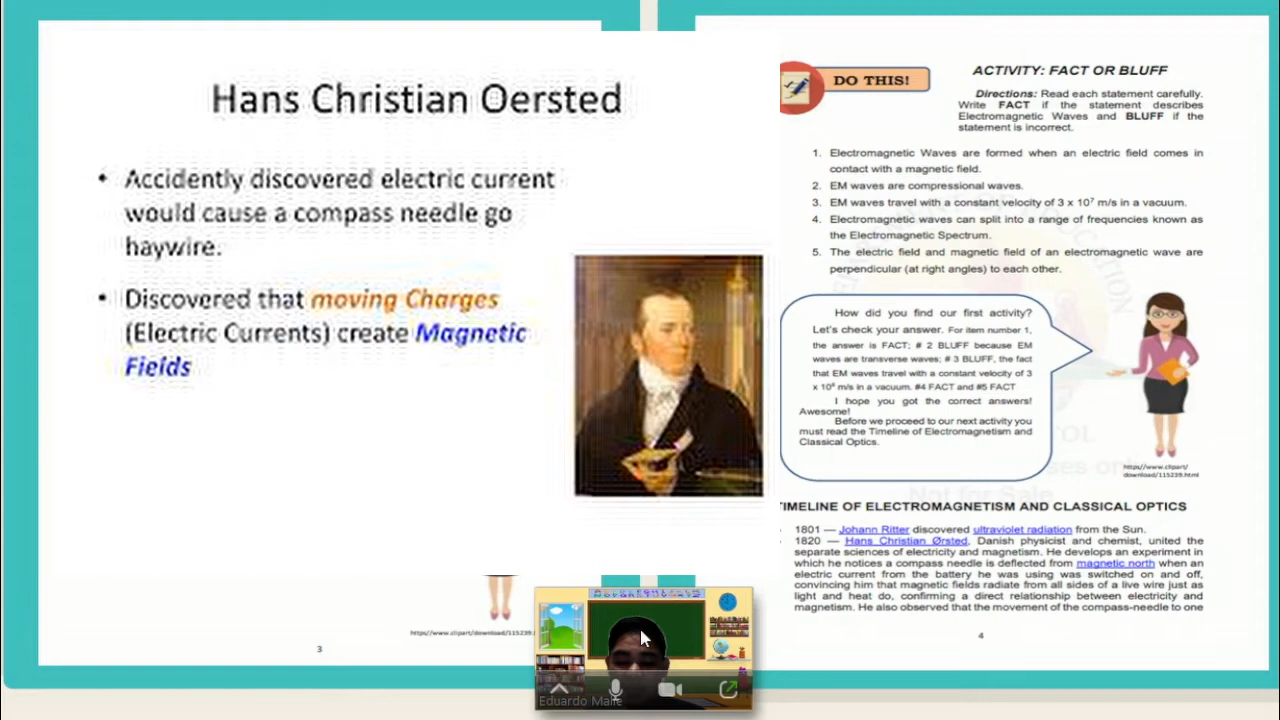 Hans Christian Oersted
• Accidently discovered electric current
would cause a compass needle go
haywire.
• Discovered that moving Charges
(Electric Currents) create Magnetic
Fields
https://www.clipart/download/115239.
3
DO THIS!
ACTIVITY: FACT OR BLUFF
Directions: Read each statement carefully.
Write FACT if the statement describes
Electromagnetic Waves and BLUFF if the
statement is incorrect.
1. Electromagnetic Waves are formed when an electric field comes in
contact with a magnetic field.
2. EM waves are compressional waves.
3. EM waves travel with a constant velocity of 3 x 10⁷ m/s in a vacuum.
4. Electromagnetic waves can split into a range of frequencies known as
the Electromagnetic Spectrum.
5. The electric field and magnetic field of an electromagnetic wave are
perpendicular (at right angles) to each other.
How did you find our first activity?
Let's check your answer. For item number 1,
the answer is FACT; # 2 BLUFF because EM
waves are transverse waves; # 3 BLUFF, the fact
that EM waves travel with a constant velocity of 3
x 10⁸ m/s in a vacuum. #4 FACT and #5 FACT
I hope you got the correct answers!
Awesome!
Before we proceed to our next activity you
must read the Timeline of Electromagnetism and
Classical Optics.
https//www.clipart/
download/115239.html
Not for Sale
TIMELINE OF ELECTROMAGNETISM AND CLASSICAL OPTICS
1801 — Johann Ritter discovered ultraviolet radiation from the Sun.
1820 — Hans Christian Ørsted, Danish physicist and chemist, united the
separate sciences of electricity and magnetism. He develops an experiment in
which he notices a compass needle is deflected from magnetic north when an
electric current from the battery he was using was switched on and off,
convincing him that magnetic fields radiate from all sides of a live wire just as
light and heat do, confirming a direct relationship between electricity and
magnetism. He also observed that the movement of the compass-needle to one
4
Eduardo